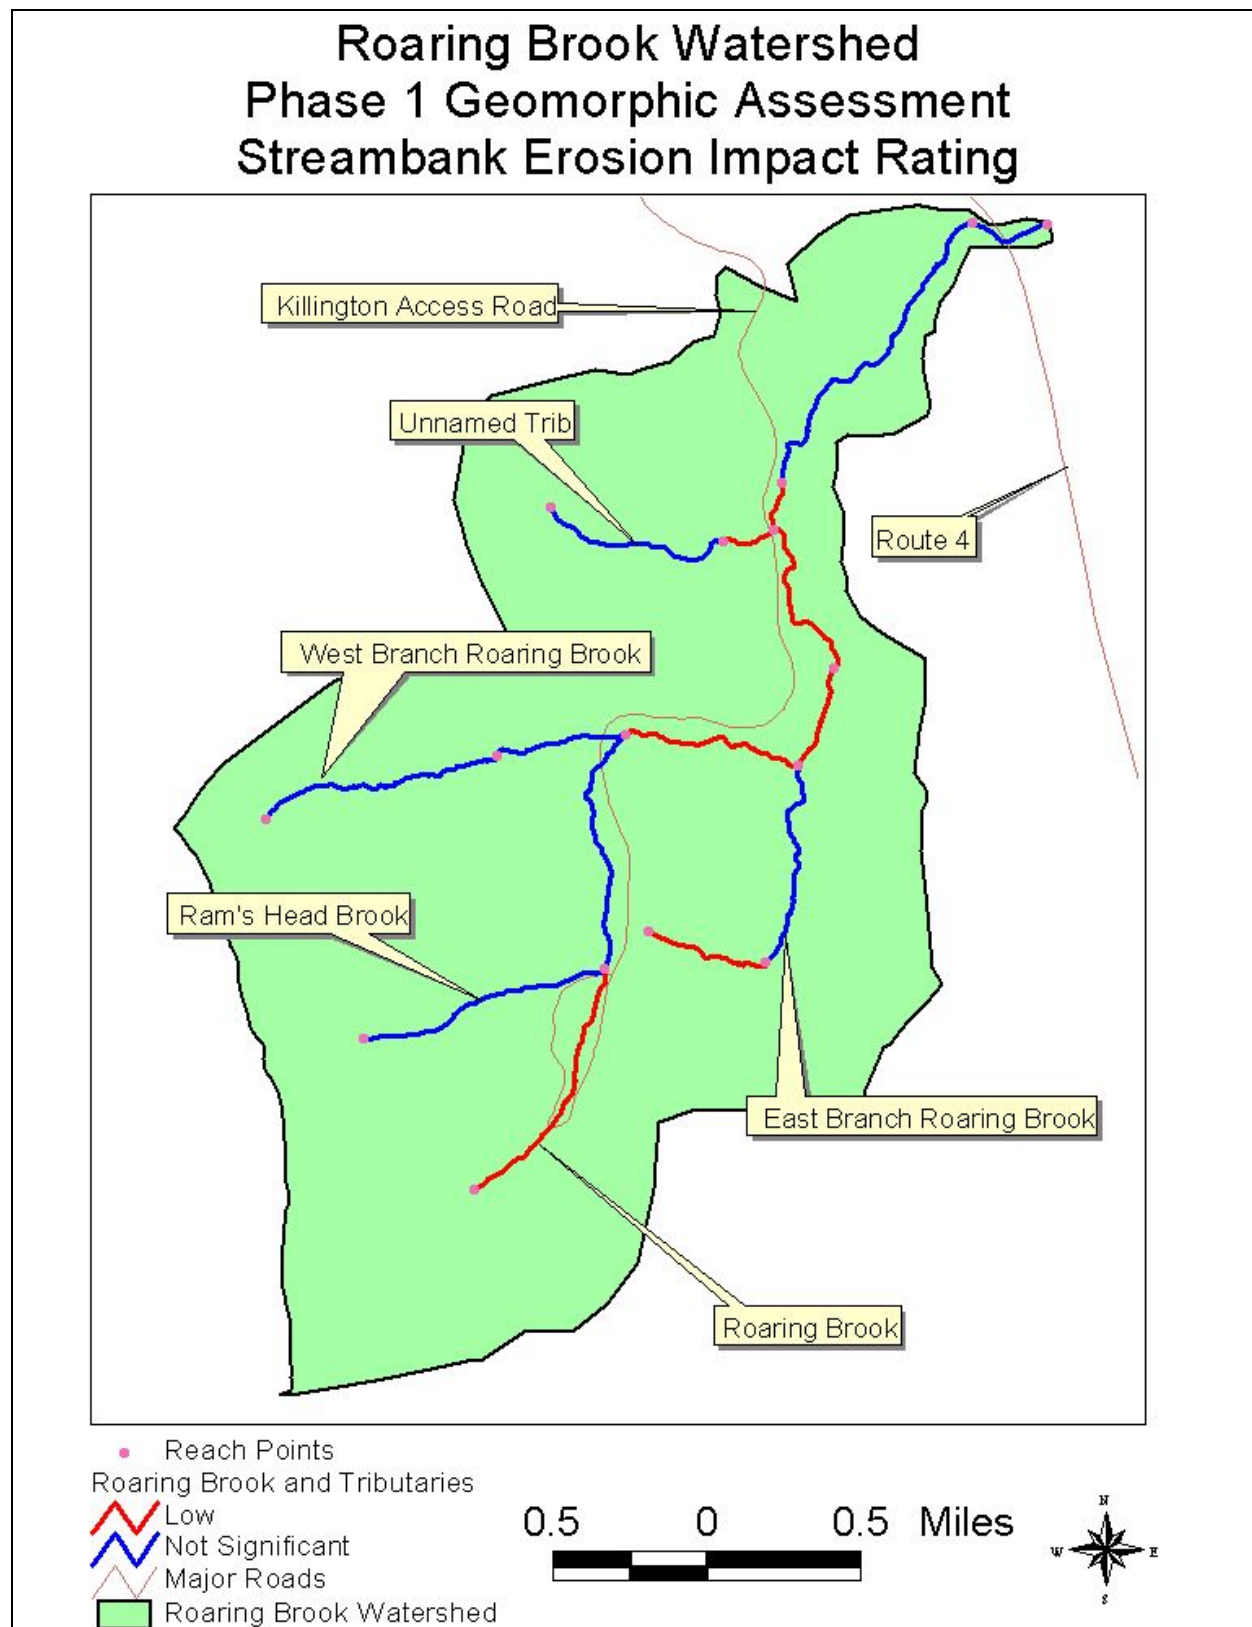 Roaring Brook Watershed
Phase 1 Geomorphic Assessment
Streambank Erosion Impact Rating
Killington Access Road
Unnamed Trib
Route 4
West Branch Roaring Brook
Ram's Head Brook
East Branch Roaring Brook
Roaring Brook
Reach Points
Roaring Brook and Tributaries
Low
Not Significant
Major Roads
Roaring Brook Watershed
0.5 0 0.5 Miles
N
W E
S